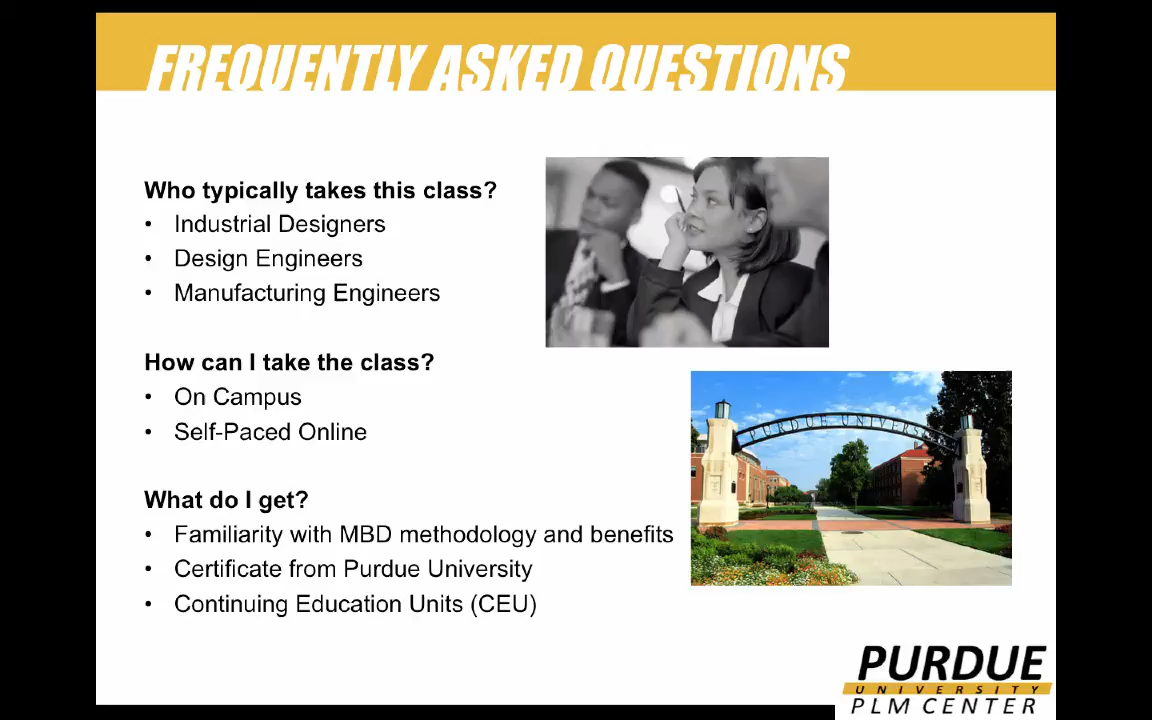 FREQUENTLY ASKED QUESTIONS
Who typically takes this class?
• Industrial Designers
• Design Engineers
• Manufacturing Engineers
How can I take the class?
• On Campus
• Self-Paced Online
What do I get?
• Familiarity with MBD methodology and benefits
• Certificate from Purdue University
• Continuing Education Units (CEU)
PURDUE
PURDUE
UNIVERSITY
PLM CENTER